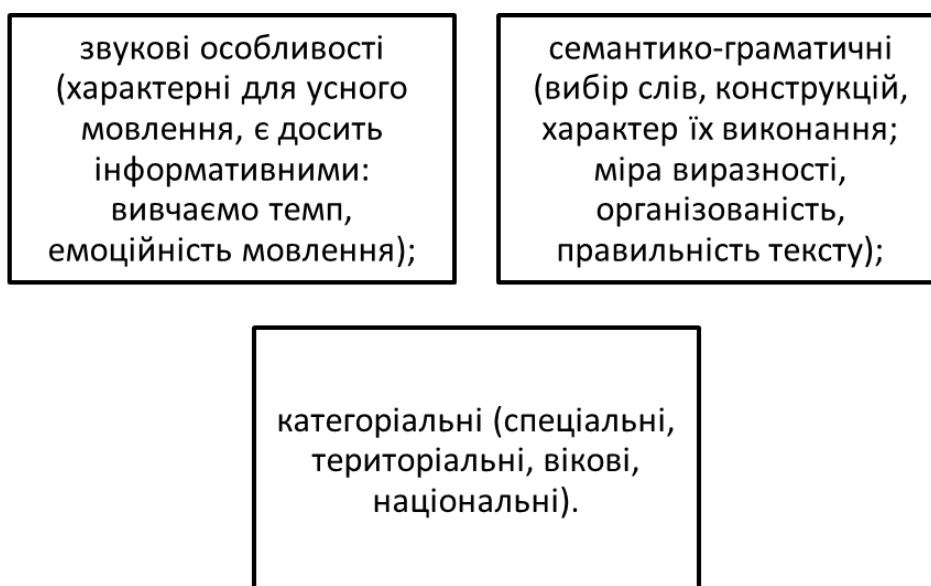 звукові особливості
(характерні для усного
мовлення, є досить
інформативними:
вивчаємо темп,
емоційність мовлення);
семантико-граматичні
(вибір слів, конструкцій,
характер їх виконання;
міра виразності,
організованість,
правильність тексту);
категоріальні (спеціальні,
територіальні, вікові,
національні).